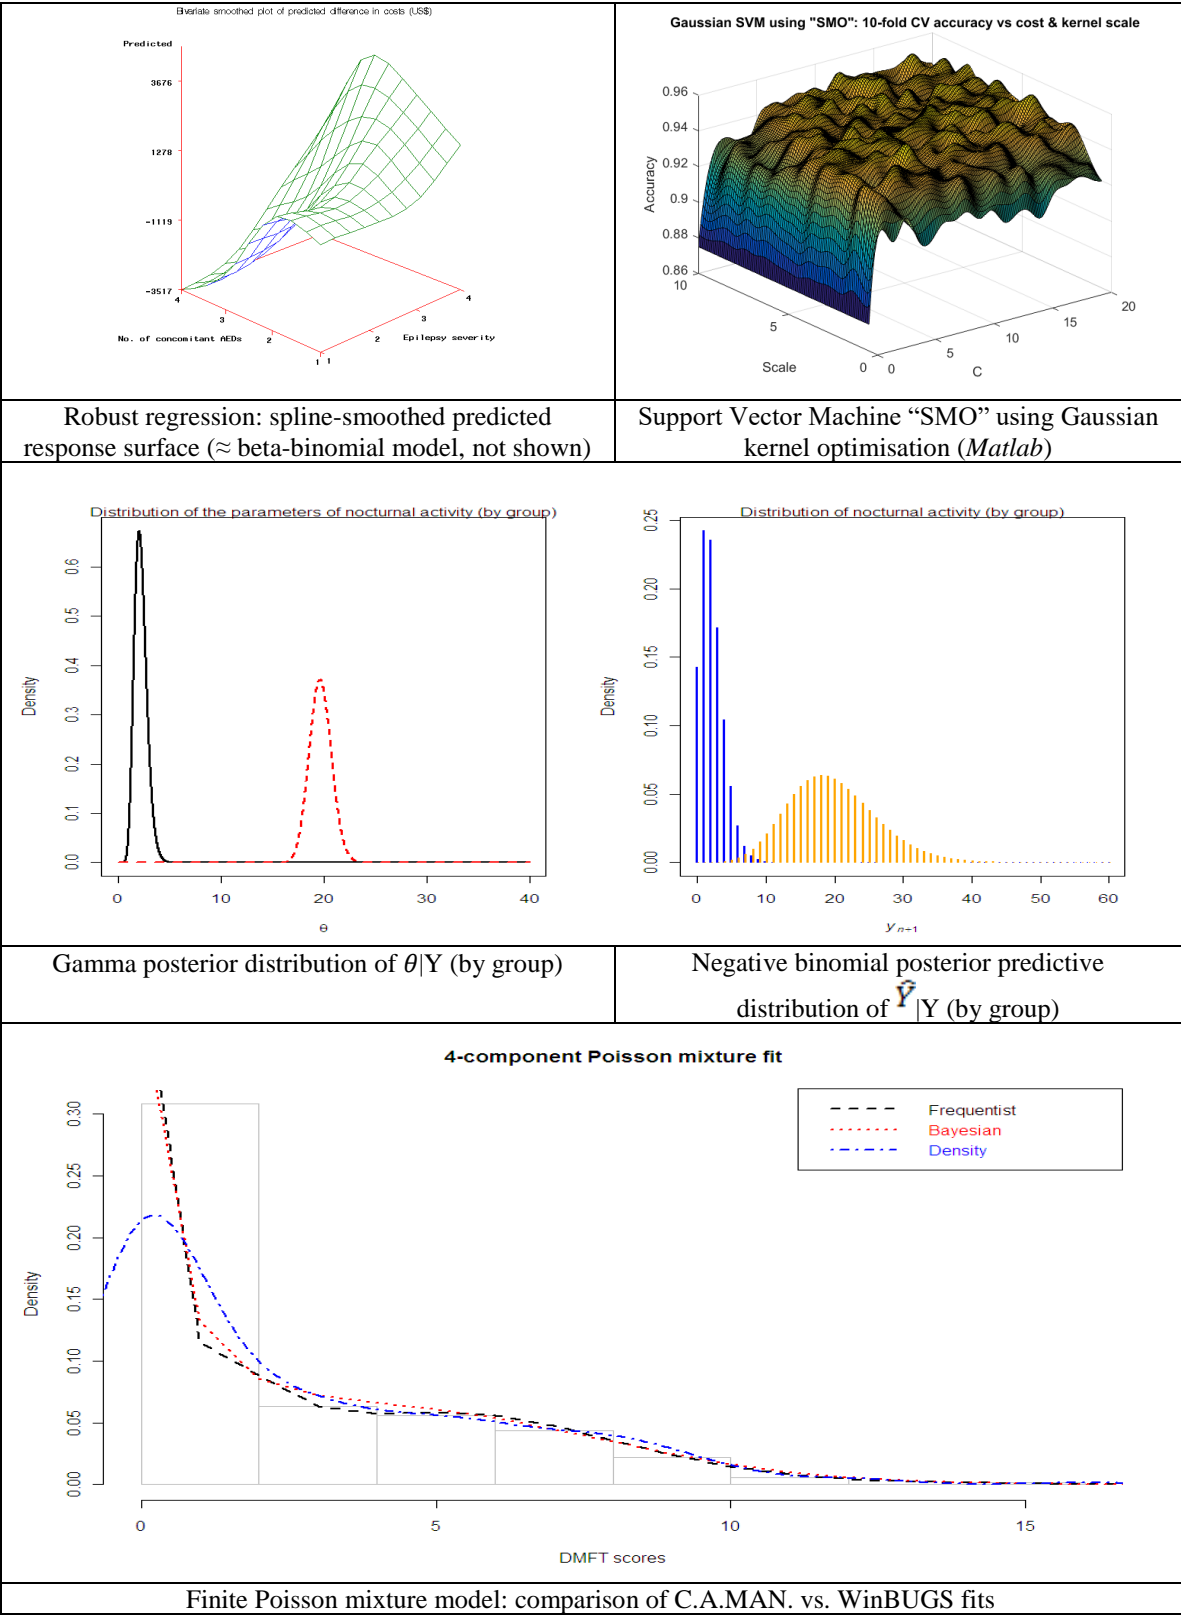 Bivariate smoothed plot of predicted difference in costs (US$)
Predicted
3676
1278
-1119
-3517
4
3
2
1
No. of concomitant AEDs
1
2
3
4
Epilepsy severity
Gaussian SVM using "SMO": 10-fold CV accuracy vs cost & kernel scale
0.96
0.94
0.92
0.9
0.88
0.86
Accuracy
10
5
0
Scale
0
5
10
15
20
C
Robust regression: spline-smoothed predicted
response surface (≈ beta-binomial model, not shown)
Support Vector Machine “SMO” using Gaussian
kernel optimisation (Matlab)
Distribution of the parameters of nocturnal activity (by group)
Density
0.6
0.5
0.4
0.3
0.2
0.1
0.0
0 10 20 30 40
θ
Distribution of nocturnal activity (by group)
Density
0.25
0.20
0.15
0.10
0.05
0.00
0 10 20 30 40 50 60
y n+1
Gamma posterior distribution of θ|Y (by group)
Negative binomial posterior predictive
distribution of Ŷ|Y (by group)
4-component Poisson mixture fit
Frequentist
Bayesian
Density
Density
0.30
0.25
0.20
0.15
0.10
0.05
0.00
0 5 10 15
DMFT scores
Finite Poisson mixture model: comparison of C.A.MAN. vs. WinBUGS fits